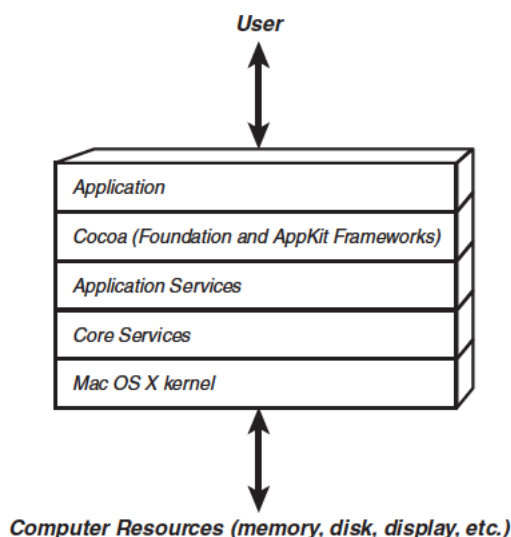 User
Application
Cocoa (Foundation and AppKit Frameworks)
Application Services
Core Services
Mac OS X kernel
Computer Resources (memory, disk, display, etc.)